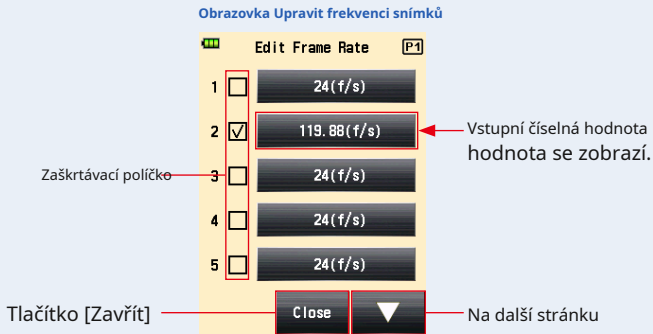 Obrazovka Upravit frekvenci snímků
Edit Frame Rate P1
1 24(f/s)
2 119.88(f/s)
Vstupní číselná hodnota
hodnota se zobrazí.
Zaškrtávací políčko
3 24(f/s)
4 24(f/s)
5 24(f/s)
Tlačítko [Zavřít]
Close
Na další stránku